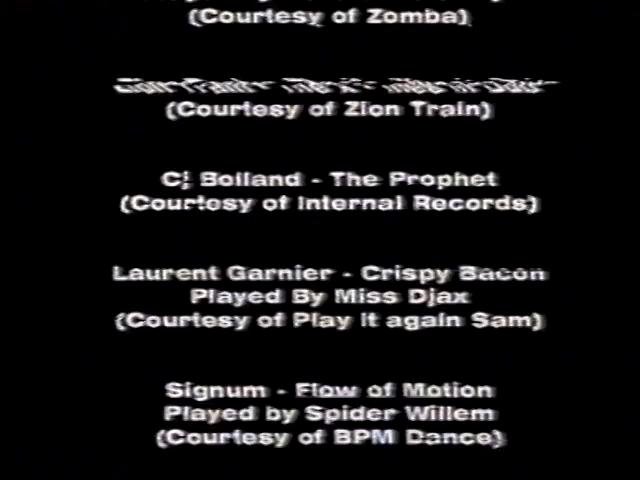 (Courtesy of Zomba)
(Courtesy of Zion Train)
CJ Bolland - The Prophet
(Courtesy of Internal Records)
Laurent Garnier - Crispy Bacon
Played By Miss Djax
(Courtesy of Play it again Sam)
Signum - Flow of Motion
Played by Spider Willem
(Courtesy of BPM Dance)